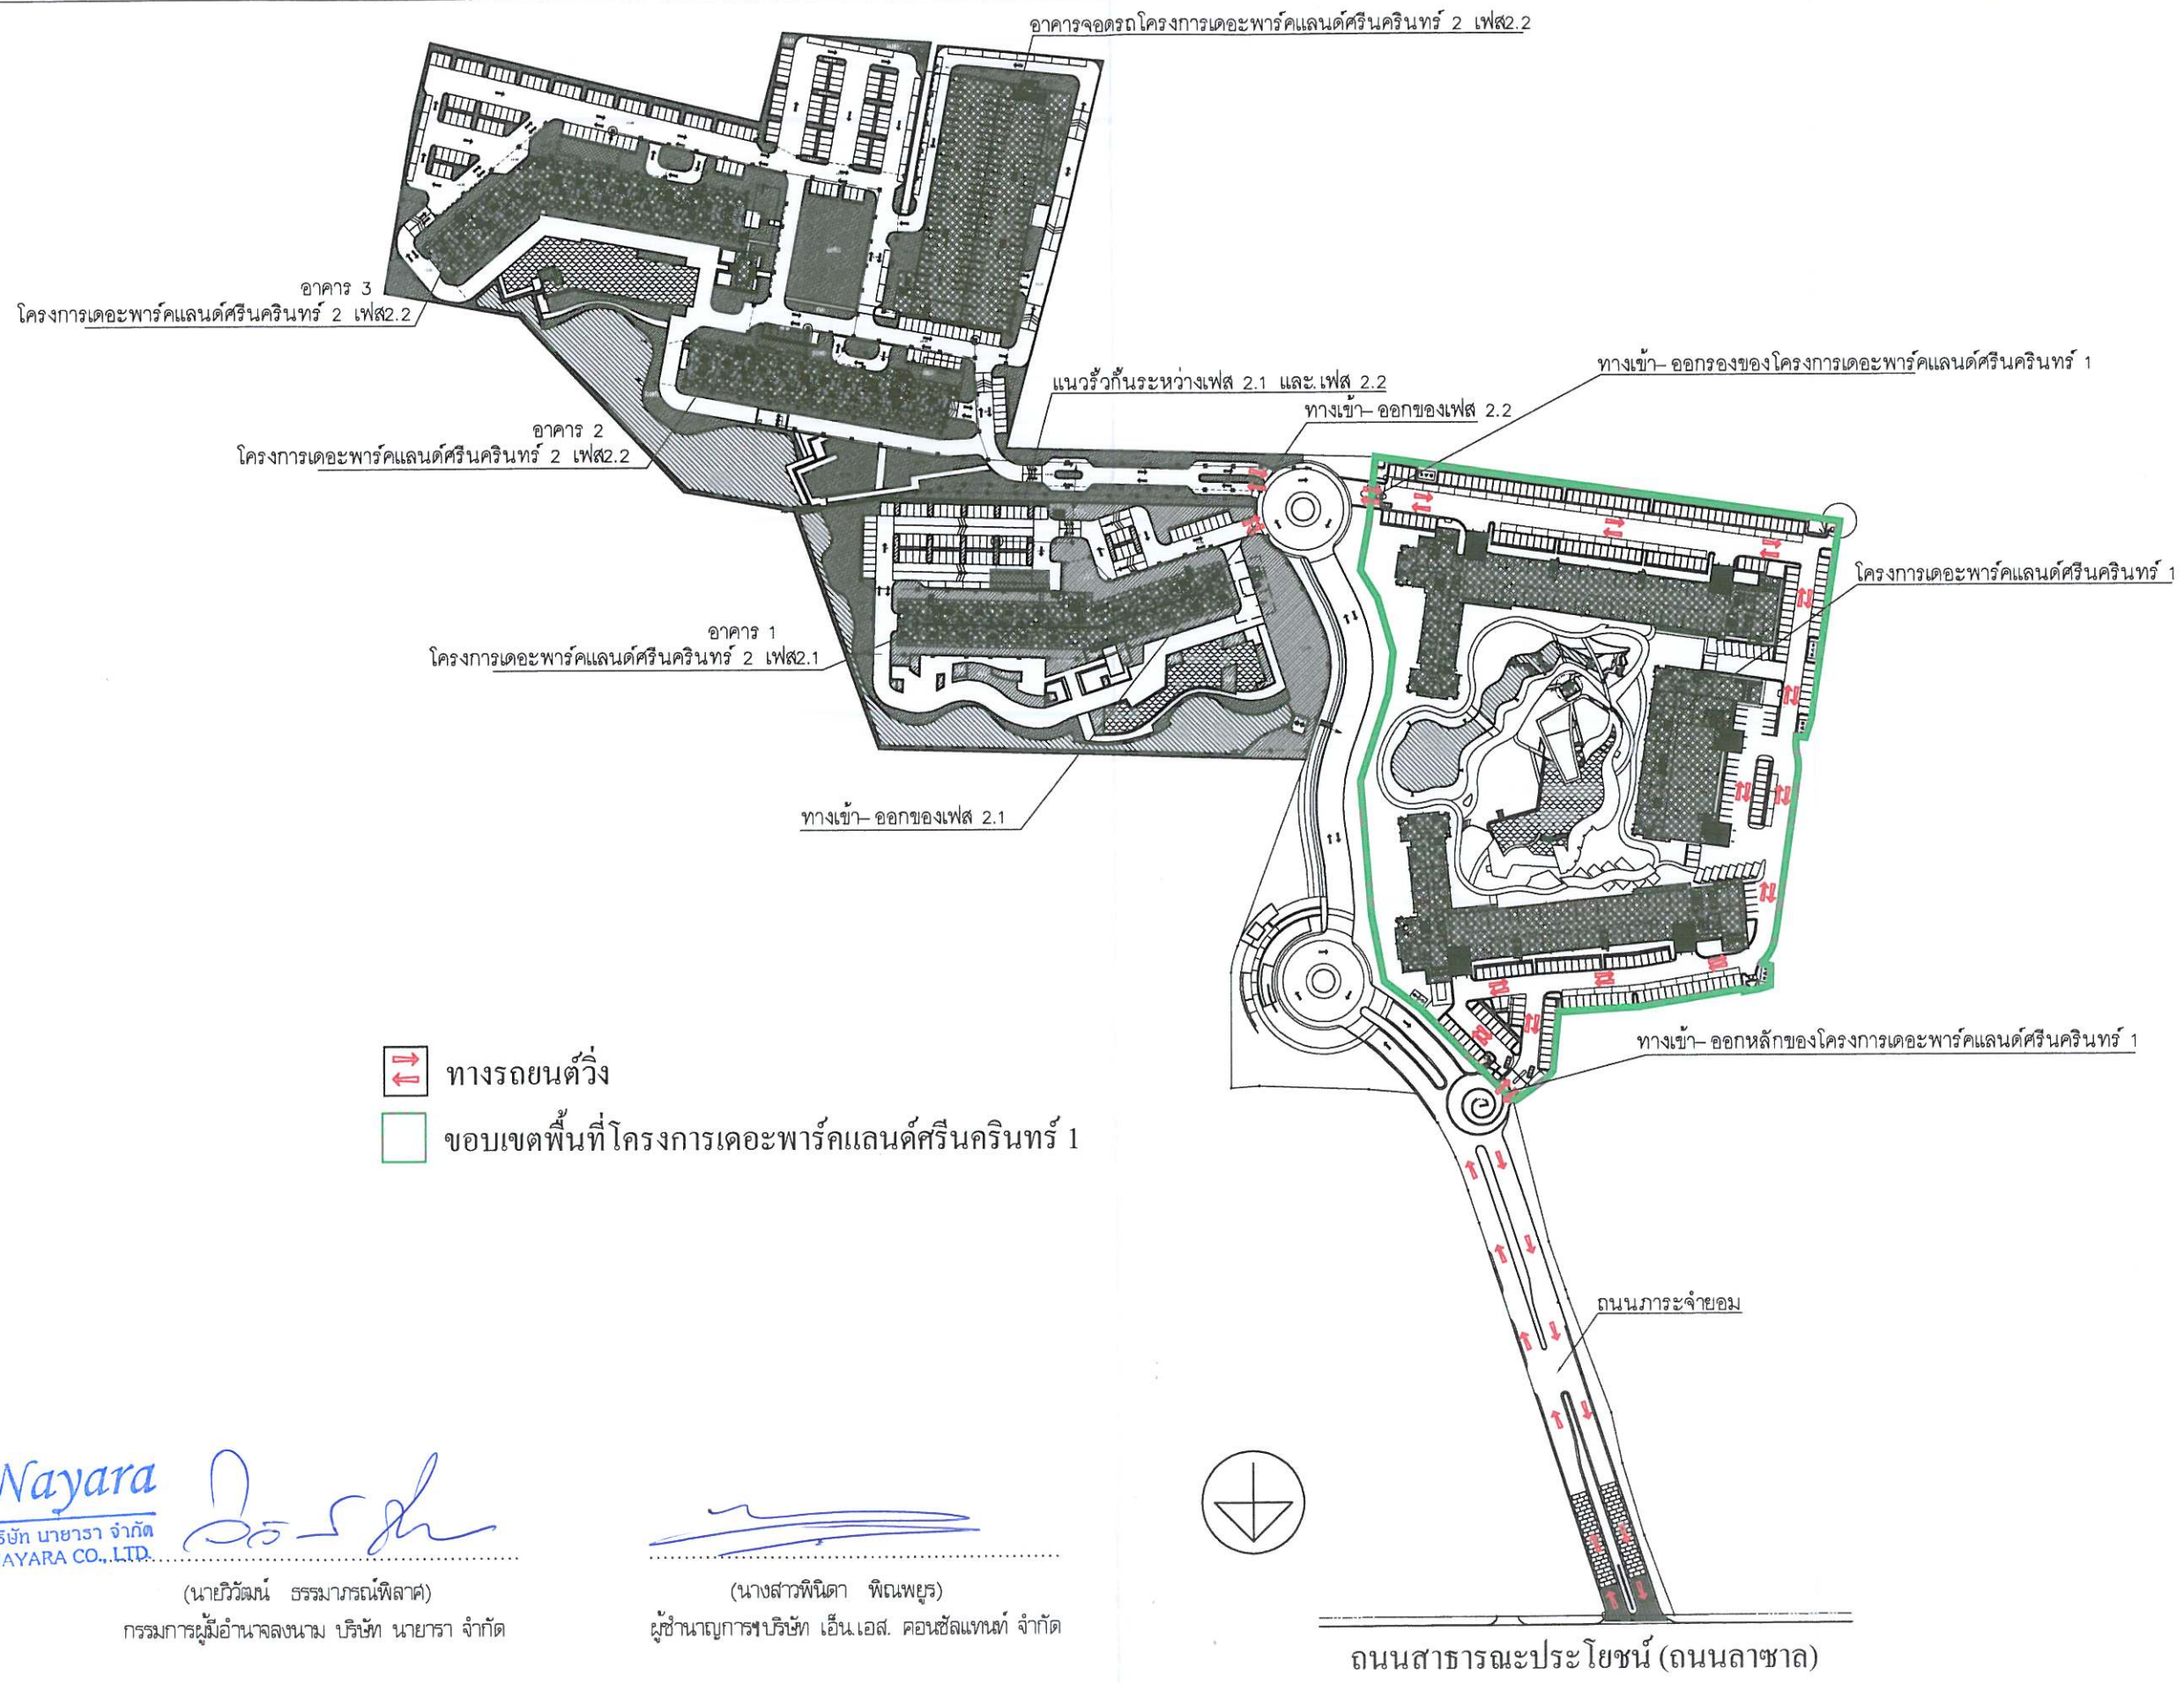 อาคารจอดรถโครงการเดอะพาร์คแลนด์ศรีนครินทร์ 2 เฟส2.2
อาคาร 3
โครงการเดอะพาร์คแลนด์ศรีนครินทร์ 2 เฟส2.2
แนวรั้วกั้นระหว่างเฟส 2.1 และ.เฟส 2.2
ทางเข้า-ออกรองของโครงการเดอะพาร์คแลนด์ศรีนครินทร์ 1
ทางเข้า-ออกของเฟส 2.2
อาคาร 2
โครงการเดอะพาร์คแลนด์ศรีนครินทร์ 2 เฟส2.2
โครงการเดอะพาร์คแลนด์ศรีนครินทร์ 1
อาคาร 1
โครงการเดอะพาร์คแลนด์ศรีนครินทร์ 2 เฟส2.1
ทางเข้า-ออกของเฟส 2.1
ทางเข้า-ออกหลักของโครงการเดอะพาร์คแลนด์ศรีนครินทร์ 1
ทางรถยนต์วิ่ง
ขอบเขตพื้นที่โครงการเดอะพาร์คแลนด์ศรีนครินทร์ 1
ถนนภาระจำยอม
Nayara
ริษัท นายารา จำกัด
AYARA CO., LTD.
(นายวิวัฒน์ ธรรมาภรณ์พิลาศ)
กรรมการผู้มีอำนาจลงนาม บริษัท นายารา จำกัด
(นางสาวพินิดา พิณพยูร)
ผู้ชำนาญการฯบริษัท เอ็น.เอส. คอนซัลแทนท์ จำกัด
ถนนสาธารณะประโยชน์ (ถนนลาซาล)